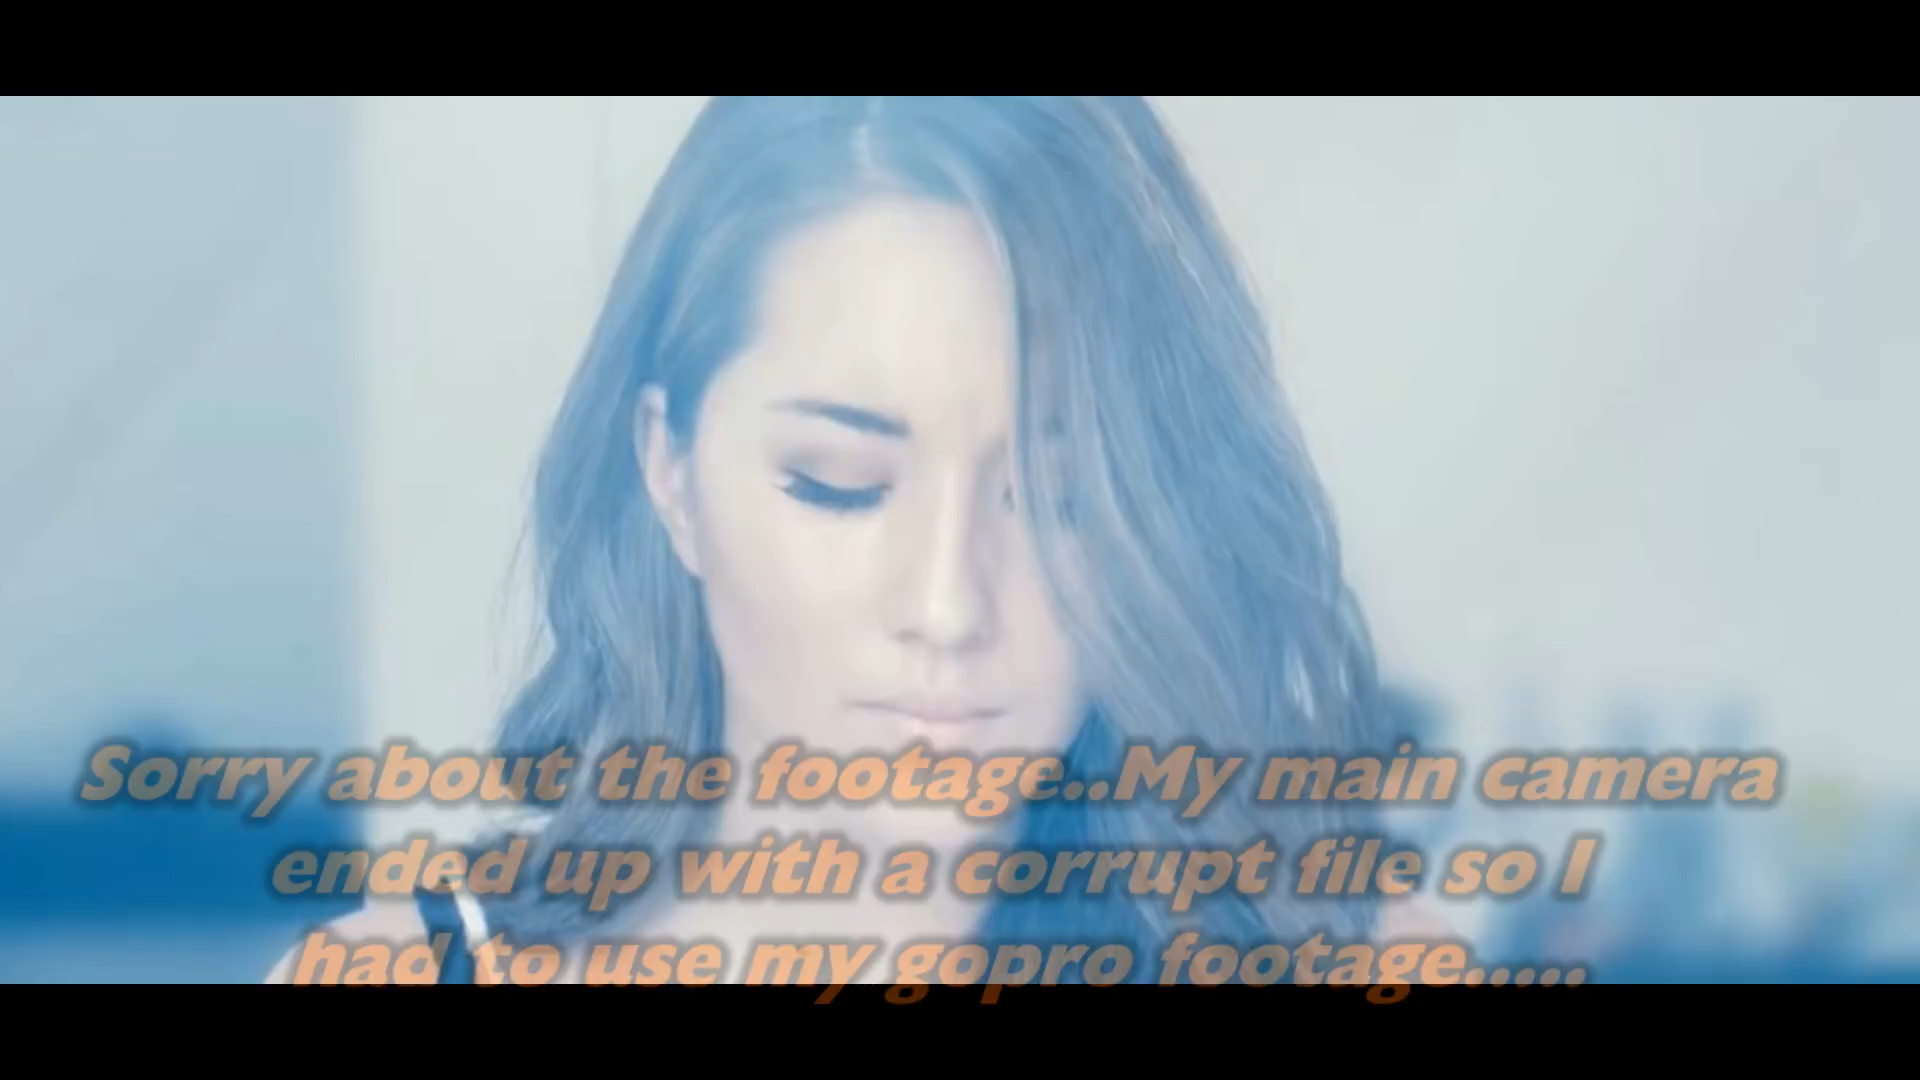 Sorry about the footage..My main camera
ended up with a corrupt file so I
had to use my gopro footage.....